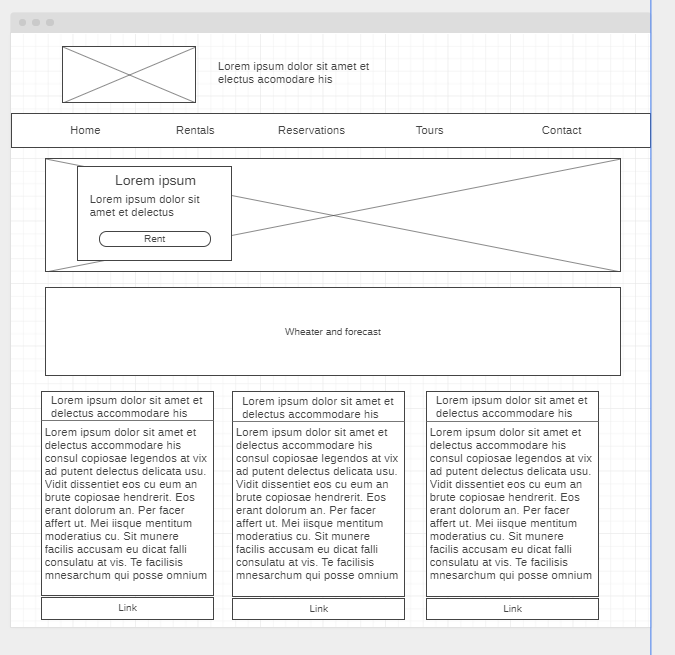 Lorem ipsum dolor sit amet et
electus acomodare his
Home
Rentals
Reservations
Tours
Contact
Lorem ipsum
Lorem ipsum dolor sit
amet et delectus
Rent
Wheater and forecast
Lorem ipsum dolor sit amet et
delectus accommodare his
Lorem ipsum dolor sit amet et
delectus accommodare his
consul copiosae legendos at vix
ad putent delectus delicata usu.
Vidit dissentiet eos cu eum an
brute copiosae hendrerit. Eos
erant dolorum an. Per facer
affert ut. Mei iisque mentitum
moderatius cu. Sit munere
facilis accusam eu dicat falli
consulatu at vis. Te facilisis
mnesarchum qui posse omnium
Link
Lorem ipsum dolor sit amet et
delectus accommodare his
Lorem ipsum dolor sit amet et
delectus accommodare his
consul copiosae legendos at vix
ad putent delectus delicata usu.
Vidit dissentiet eos cu eum an
brute copiosae hendrerit. Eos
erant dolorum an. Per facer
affert ut. Mei iisque mentitum
moderatius cu. Sit munere
facilis accusam eu dicat falli
consulatu at vis. Te facilisis
mnesarchum qui posse omnium
Link
Lorem ipsum dolor sit amet et
delectus accommodare his
Lorem ipsum dolor sit amet et
delectus accommodare his
consul copiosae legendos at vix
ad putent delectus delicata usu.
Vidit dissentiet eos cu eum an
brute copiosae hendrerit. Eos
erant dolorum an. Per facer
affert ut. Mei iisque mentitum
moderatius cu. Sit munere
facilis accusam eu dicat falli
consulatu at vis. Te facilisis
mnesarchum qui posse omnium
Link